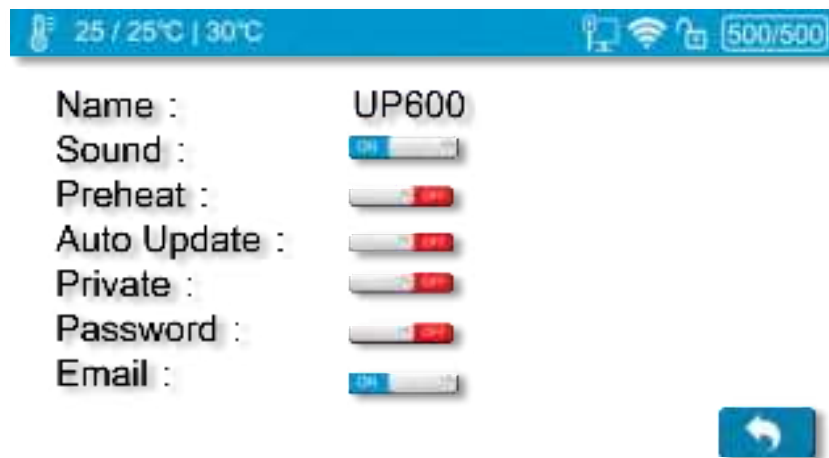 25 / 25°C | 30°C 500/500
Name : UP600
Sound : ON
Preheat : OFF
Auto Update : OFF
Private : OFF
Password : OFF
Email : ON